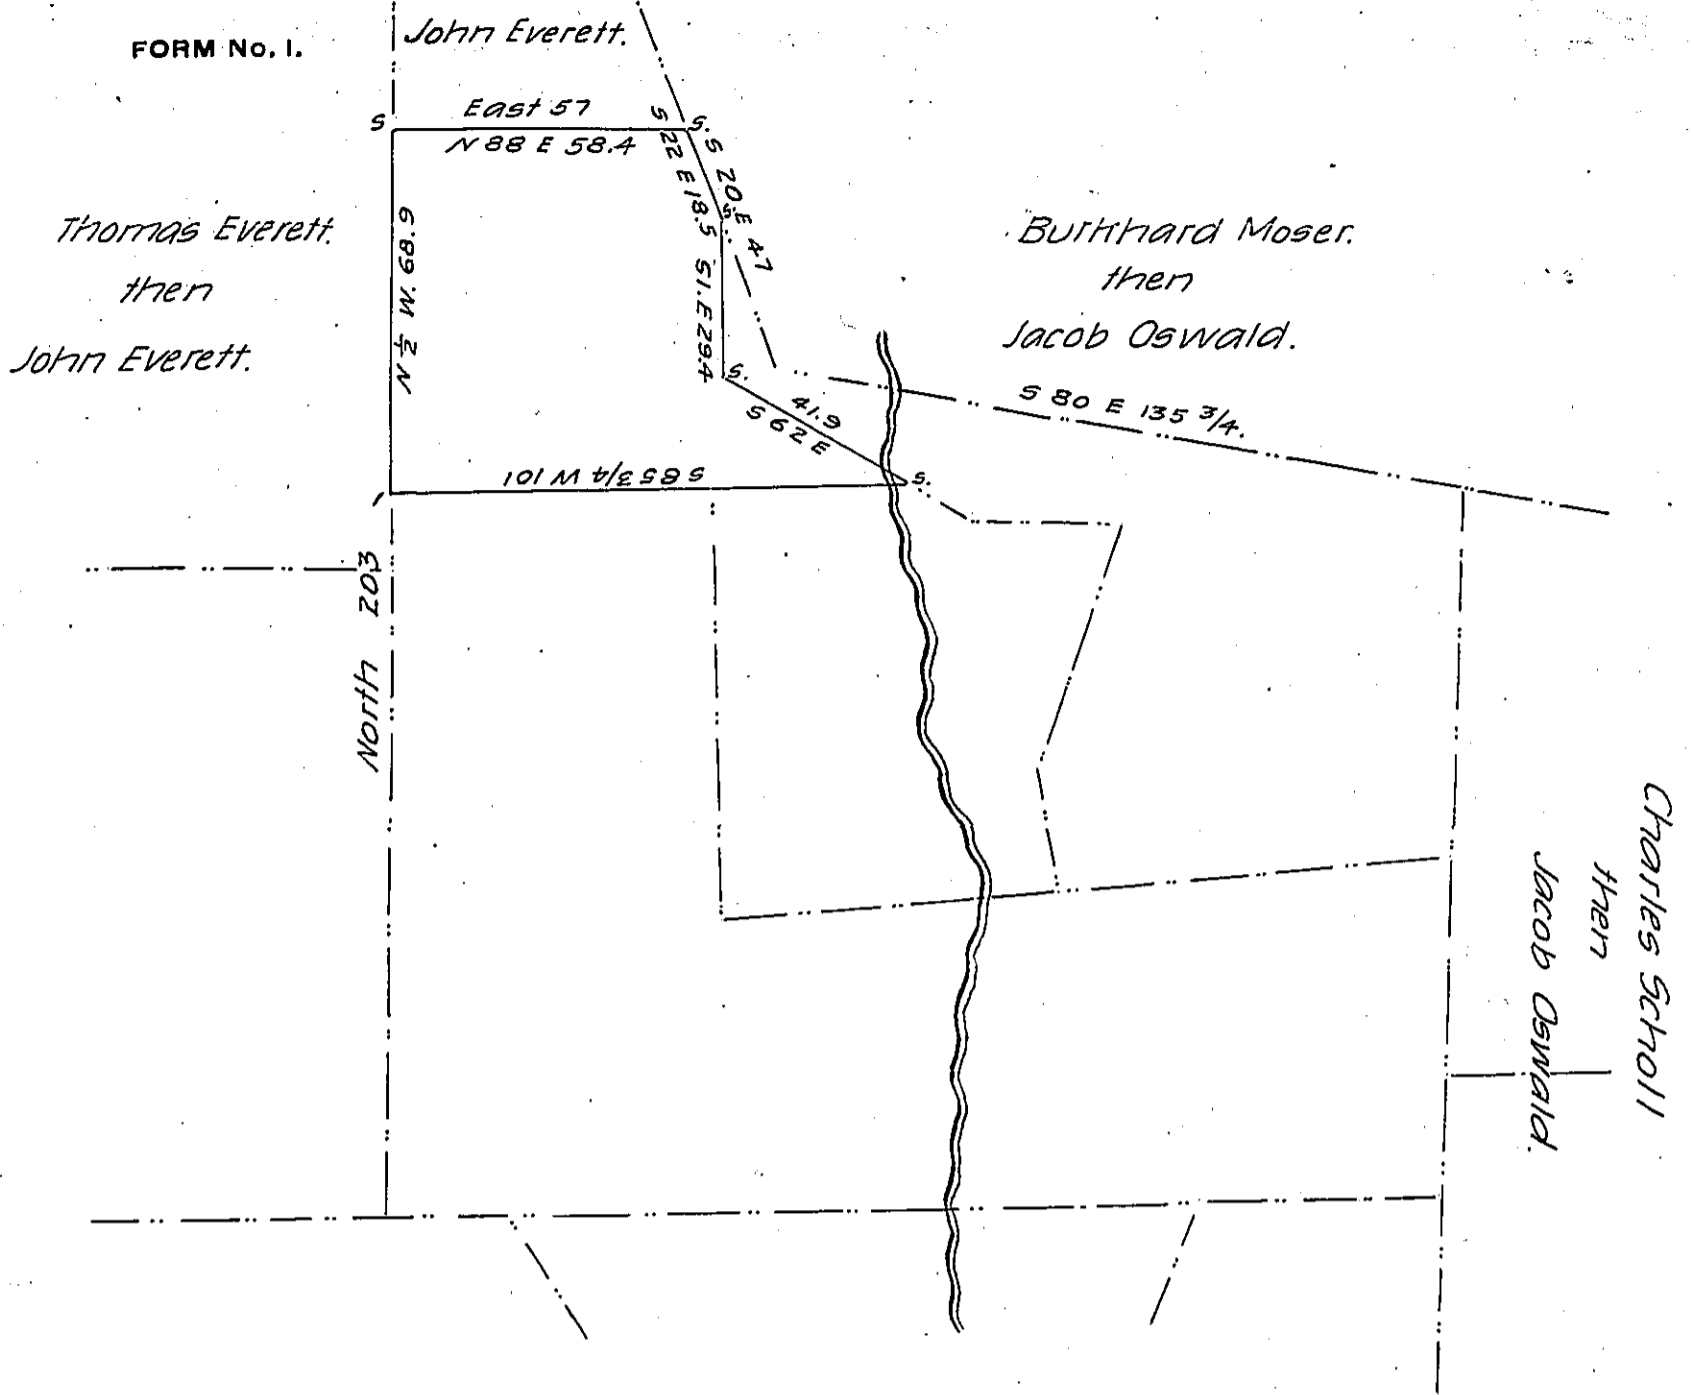 FORM No. 1.
John Everett.
East 57
S
S.
N 88 E 58.4
S 22 E 18.5
S 20 E 47
S.
Thomas Everett.
then
John Everett.
N ½ W 68.9
S 1. E 29.4
Burkhard Moser.
then
Jacob Oswald.
S.
41.9
S 62 E
S 80 E 135 3/4.
S 85 3/4 W 101
S.
1
North 203
Charles Scholl
then
Jacob Oswald.